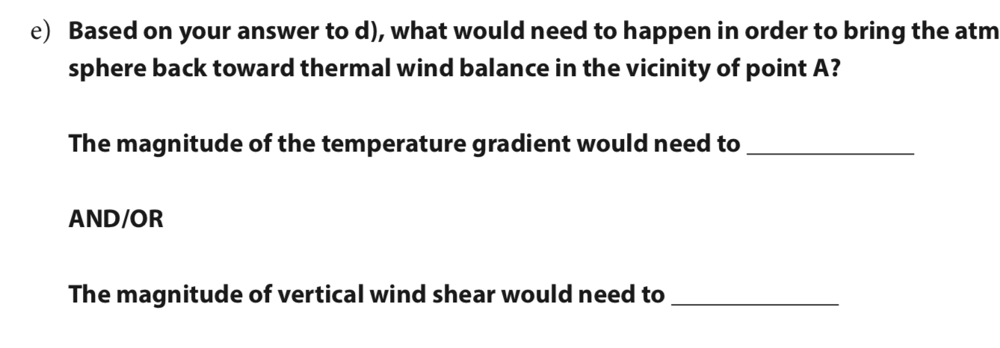 e) Based on your answer to d), what would need to happen in order to bring the atm
sphere back toward thermal wind balance in the vicinity of point A?
The magnitude of the temperature gradient would need to ______________
AND/OR
The magnitude of vertical wind shear would need to ______________